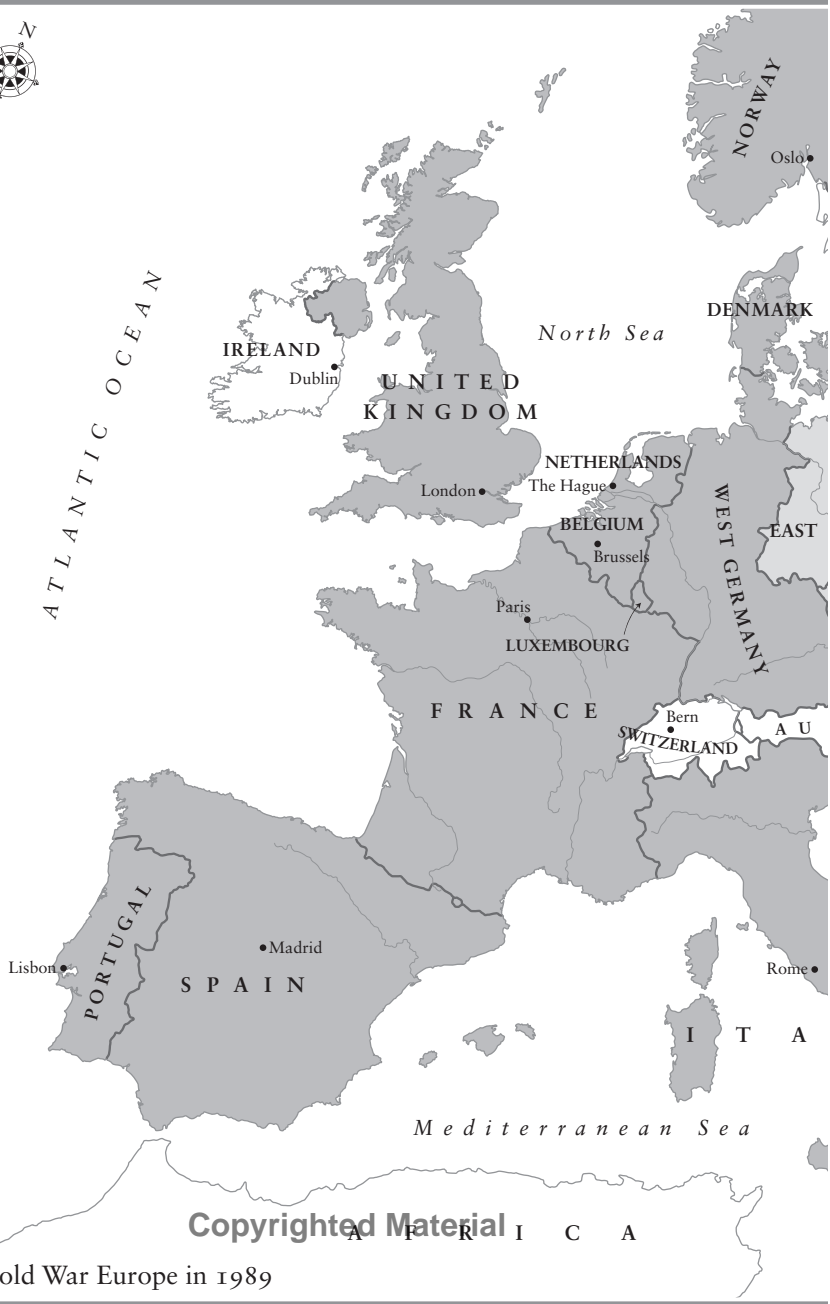 N
NORWAY
Oslo
ATLANTIC OCEAN
DENMARK
North Sea
IRELAND
Dublin
UNITED
KINGDOM
NETHERLANDS
The Hague
London
WEST GERMANY
BELGIUM
EAST
Brussels
Paris
LUXEMBOURG
FRANCE
Bern
SWITZERLAND
AU
PORTUGAL
Madrid
Lisbon
SPAIN
Rome
ITA
Mediterranean Sea
AFRICA
Copyrighted Material
old War Europe in 1989